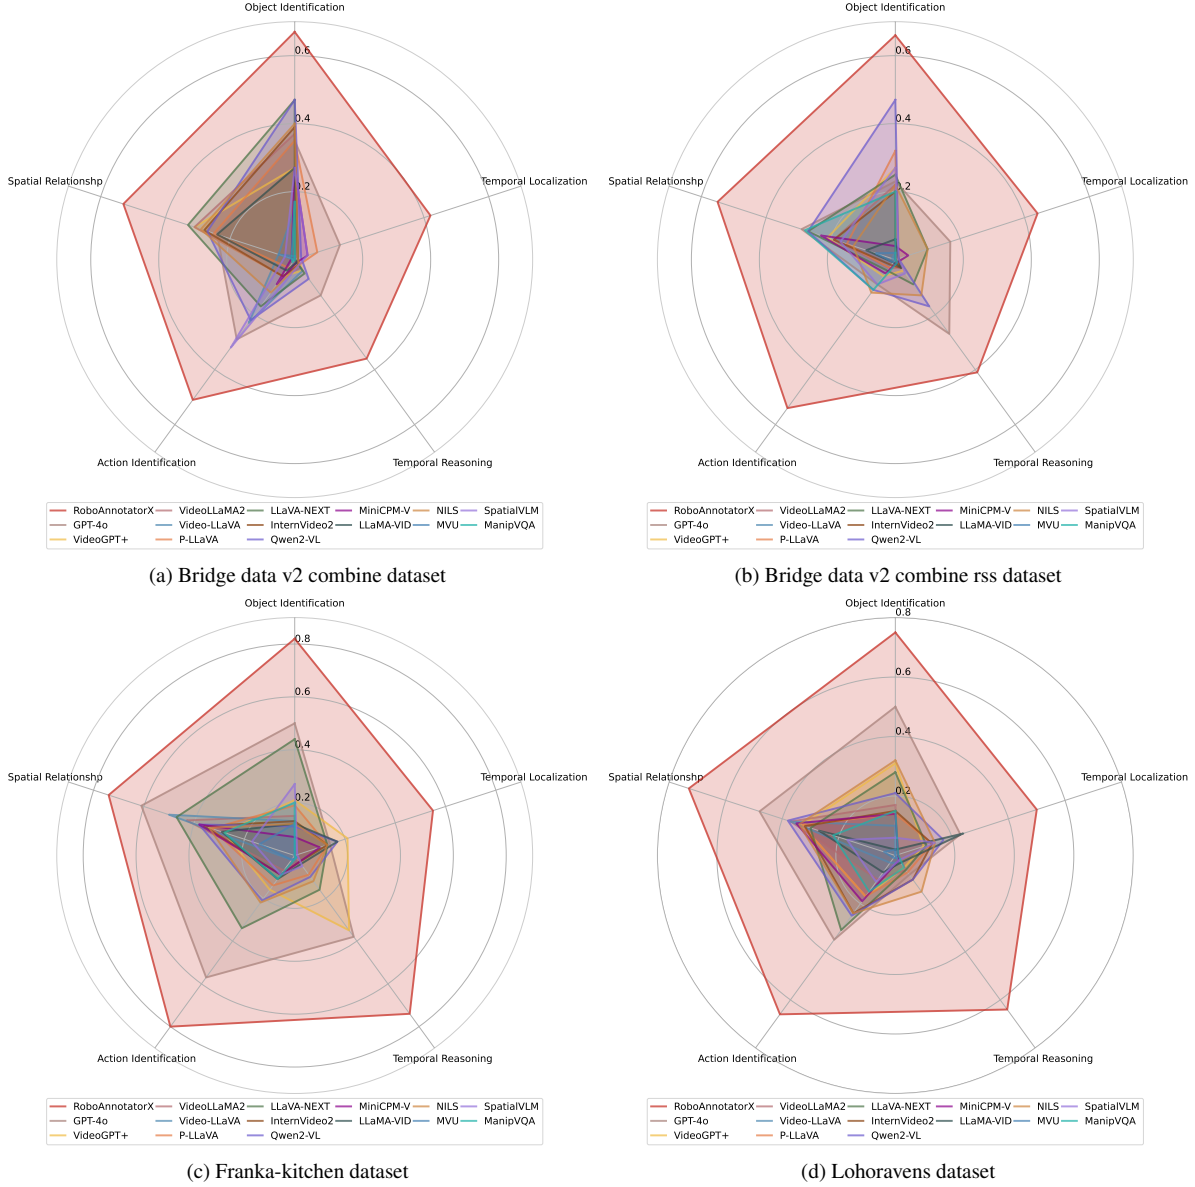 Object Identification
0.6
0.4
0.2
Spatial Relationshp
Temporal Localization
Action Identification
Temporal Reasoning
RoboAnnotatorX VideoLLaMA2 LLaVA-NEXT MiniCPM-V NILS SpatialVLM
GPT-4o Video-LLaVA InternVideo2 LLaMA-VID MVU ManipVQA
VideoGPT+ P-LLaVA Qwen2-VL
(a) Bridge data v2 combine dataset
Object Identification
0.6
0.4
0.2
Spatial Relationshp
Temporal Localization
Action Identification
Temporal Reasoning
RoboAnnotatorX VideoLLaMA2 LLaVA-NEXT MiniCPM-V NILS SpatialVLM
GPT-4o Video-LLaVA InternVideo2 LLaMA-VID MVU ManipVQA
VideoGPT+ P-LLaVA Qwen2-VL
(b) Bridge data v2 combine rss dataset
Object Identification
0.8
0.6
0.4
0.2
Spatial Relationshp
Temporal Localization
Action Identification
Temporal Reasoning
RoboAnnotatorX VideoLLaMA2 LLaVA-NEXT MiniCPM-V NILS SpatialVLM
GPT-4o Video-LLaVA InternVideo2 LLaMA-VID MVU ManipVQA
VideoGPT+ P-LLaVA Qwen2-VL
(c) Franka-kitchen dataset
Object Identification
0.8
0.6
0.4
0.2
Spatial Relationshp
Temporal Localization
Action Identification
Temporal Reasoning
RoboAnnotatorX VideoLLaMA2 LLaVA-NEXT MiniCPM-V NILS SpatialVLM
GPT-4o Video-LLaVA InternVideo2 LLaMA-VID MVU ManipVQA
VideoGPT+ P-LLaVA Qwen2-VL
(d) Lohoravens dataset